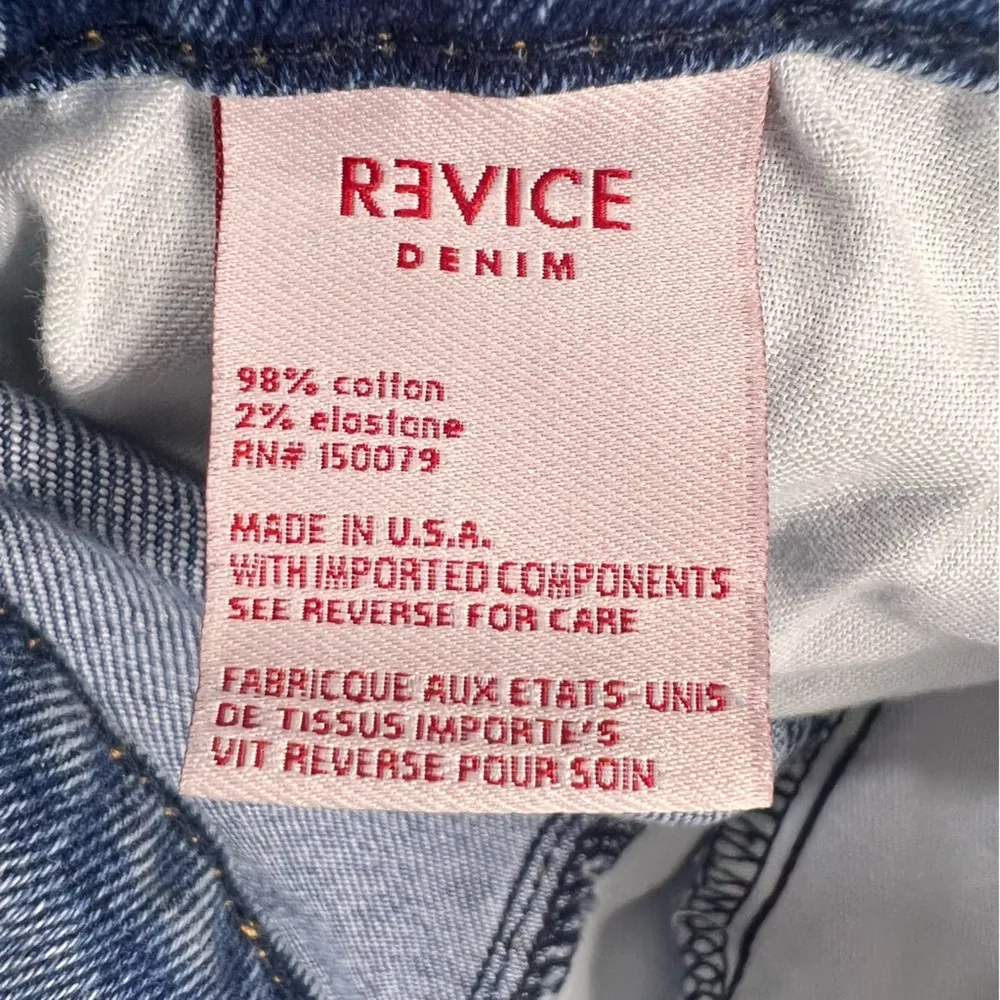 RƎVICE
DENIM
98% cotton
2% elastane
RN# 150079
MADE IN U.S.A.
WITH IMPORTED COMPONENTS
SEE REVERSE FOR CARE
FABRICQUE AUX ETATS-UNIS
DE TISSUS IMPORTE'S
VIT REVERSE POUR SOIN